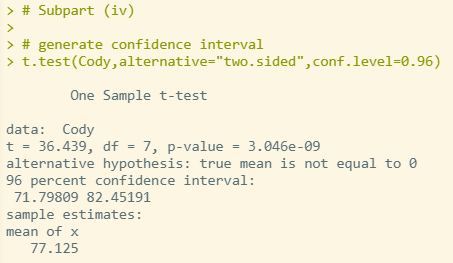 > # Subpart (iv)
>
> # generate confidence interval
> t.test(Cody,alternative="two.sided",conf.level=0.96)
One Sample t-test
data:  Cody
t = 36.439, df = 7, p-value = 3.046e-09
alternative hypothesis: true mean is not equal to 0
96 percent confidence interval:
 71.79809 82.45191
sample estimates:
mean of x
   77.125